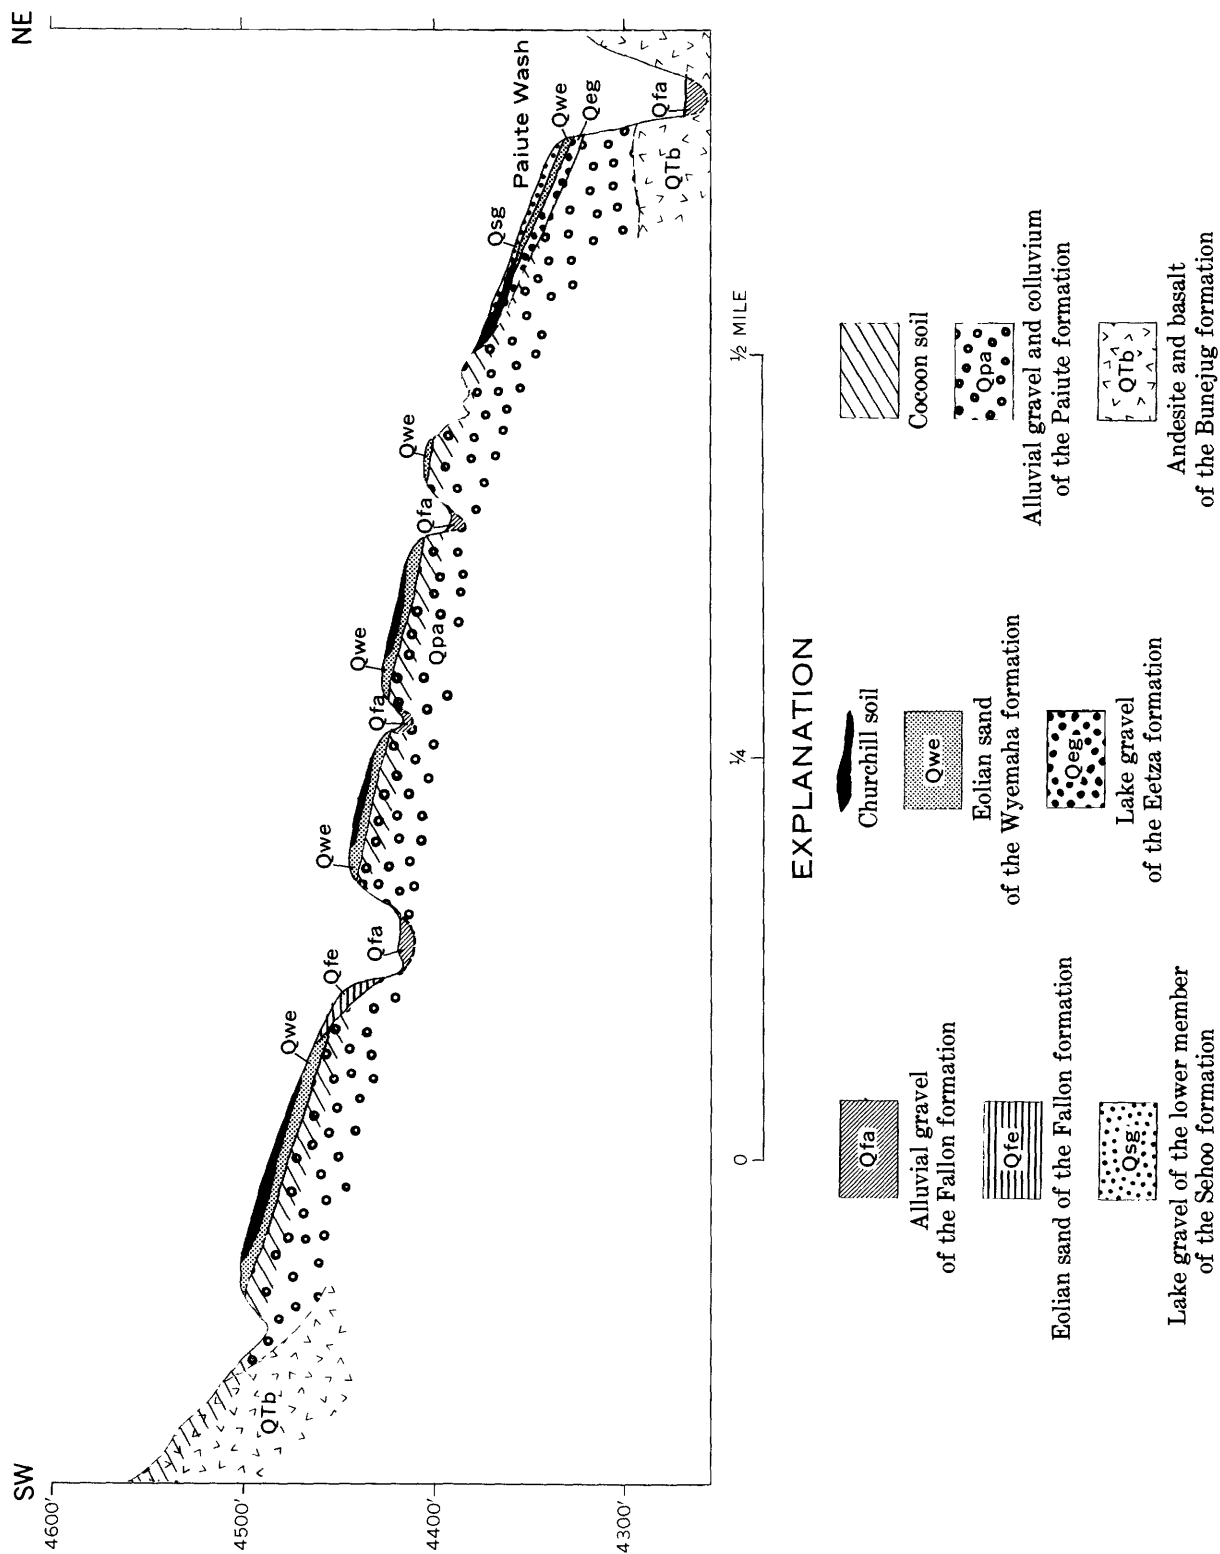 SW
NE
4600'
4500'
4400'
4300'
QTb
Qwe
Qfe
Qfa
Qwe
Qfa
Qwe
Qpa
Qfa
Qwe
Qsg
Paiute Wash
Qwe
Qeg
QTb
Qfa
0
¼
½ MILE
EXPLANATION
Qfa
Alluvial gravel
of the Fallon formation
Qfe
Eolian sand of the Fallon formation
Qsg
Lake gravel of the lower member
of the Sehoo formation
Churchill soil
Qwe
Eolian sand
of the Wyemaha formation
Qeg
Lake gravel
of the Eetza formation
Cocoon soil
Qpa
Alluvial gravel and colluvium
of the Paiute formation
QTb
Andesite and basalt
of the Bunejug formation